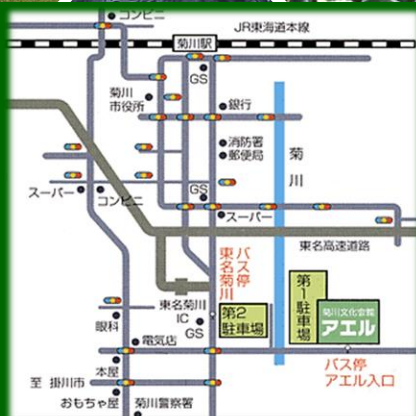 コンビニ
JR東海道本線
菊川駅
GS
菊川
市役所
銀行
消防署
郵便局
菊川
スーパー
コンビニ
GS
スーパー
東名高速道路
バス停
東名菊川
東名菊川
IC
GS
第2
駐車場
第1駐車場
菊川文化会館
アエル
眼科
電気店
本屋
バス停
アエル入口
至 掛川市
おもちゃ屋
菊川警察署